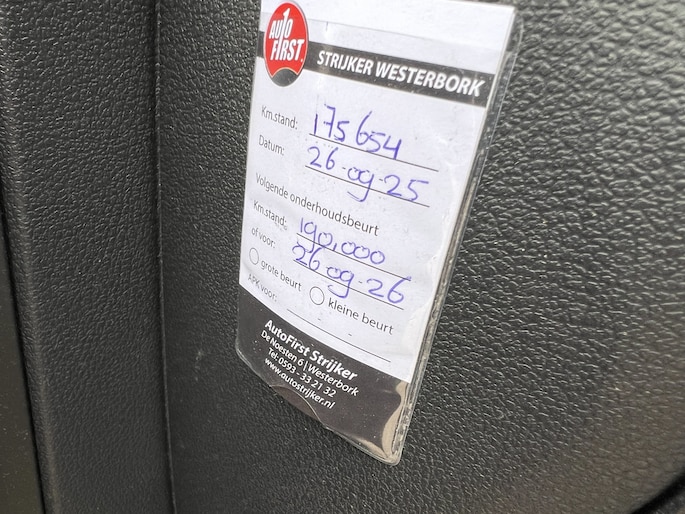 AUTO
FIRST
STRIJKER WESTERBORK
Km.stand: 175654
Datum: 26-09-25
Volgende onderhoudsbeurt
Km.stand: 190,000
of voor: 26 09-26
grote beurt kleine beurt
APK voor:
AutoFirst Strijker
De Noesten 6 | Westerbork
Tel: 0593 - 33 21 32
www.autostrijker.nl